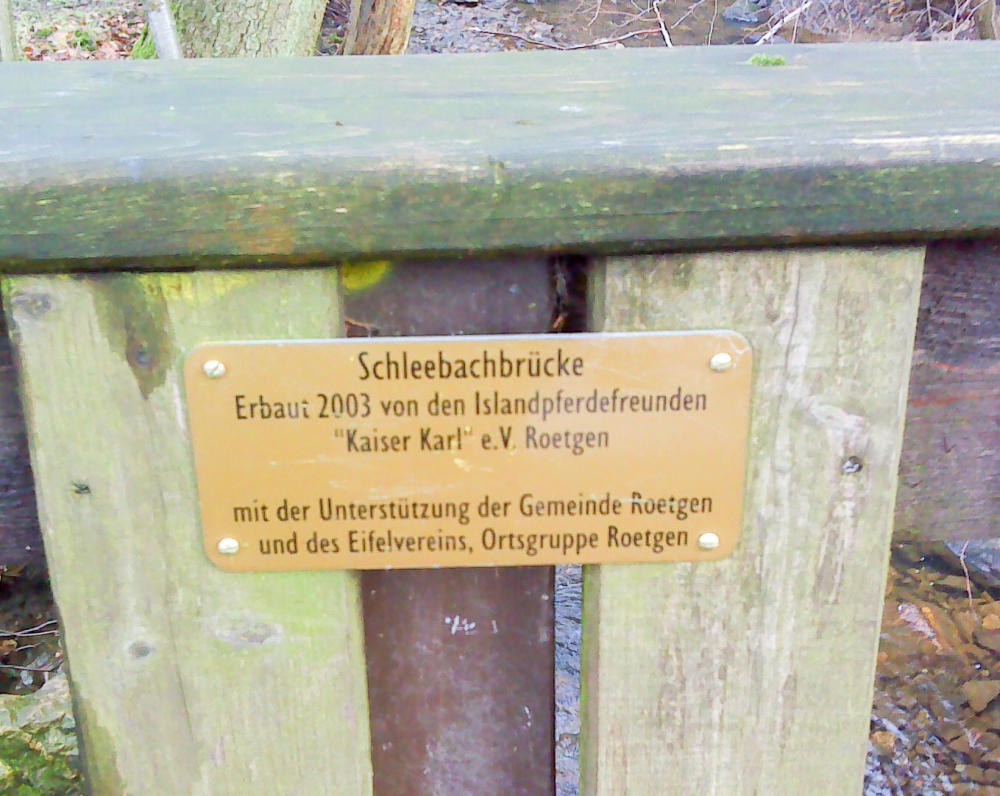 Schleebachbrücke
Erbaut 2003 von den Islandpferdefreunden
"Kaiser Karl" e.V. Roetgen
mit der Unterstützung der Gemeinde Roetgen
und des Eifelvereins, Ortsgruppe Roetgen